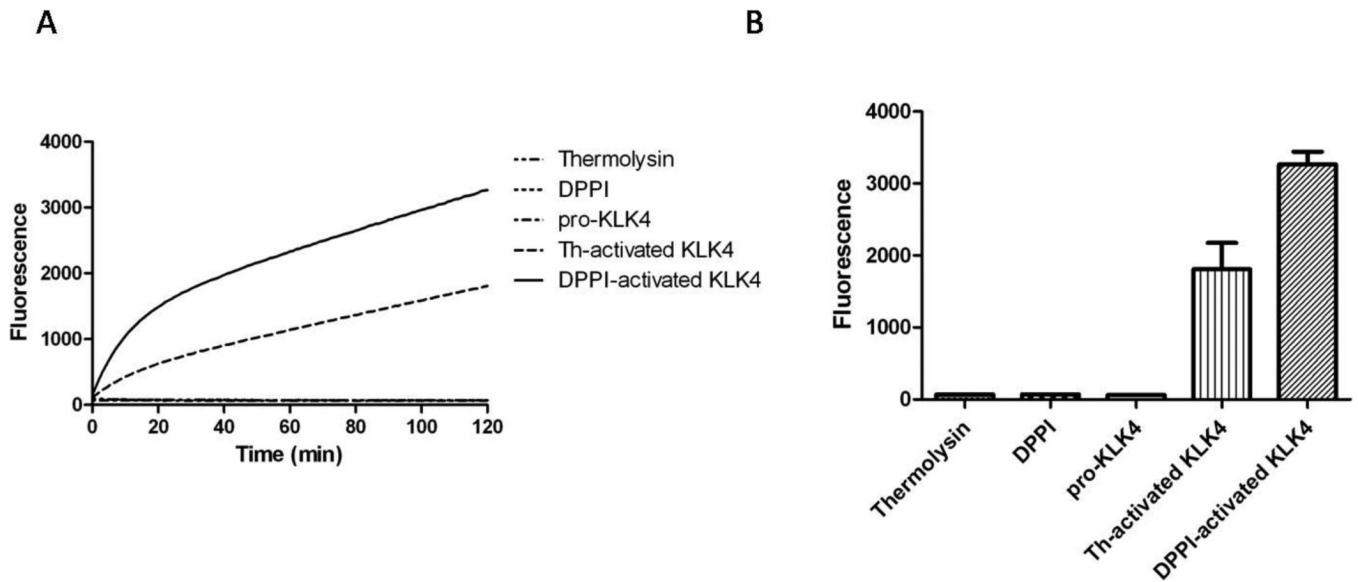 A
4000
3000
2000
1000
0
Fluorescence
0 20 40 60 80 100 120
Time (min)
Thermolysin
DPPI
pro-KLK4
Th-activated KLK4
DPPI-activated KLK4
B
4000
3000
2000
1000
0
Fluorescence
Thermolysin
DPPI
pro-KLK4
Th-activated KLK4
DPPI-activated KLK4